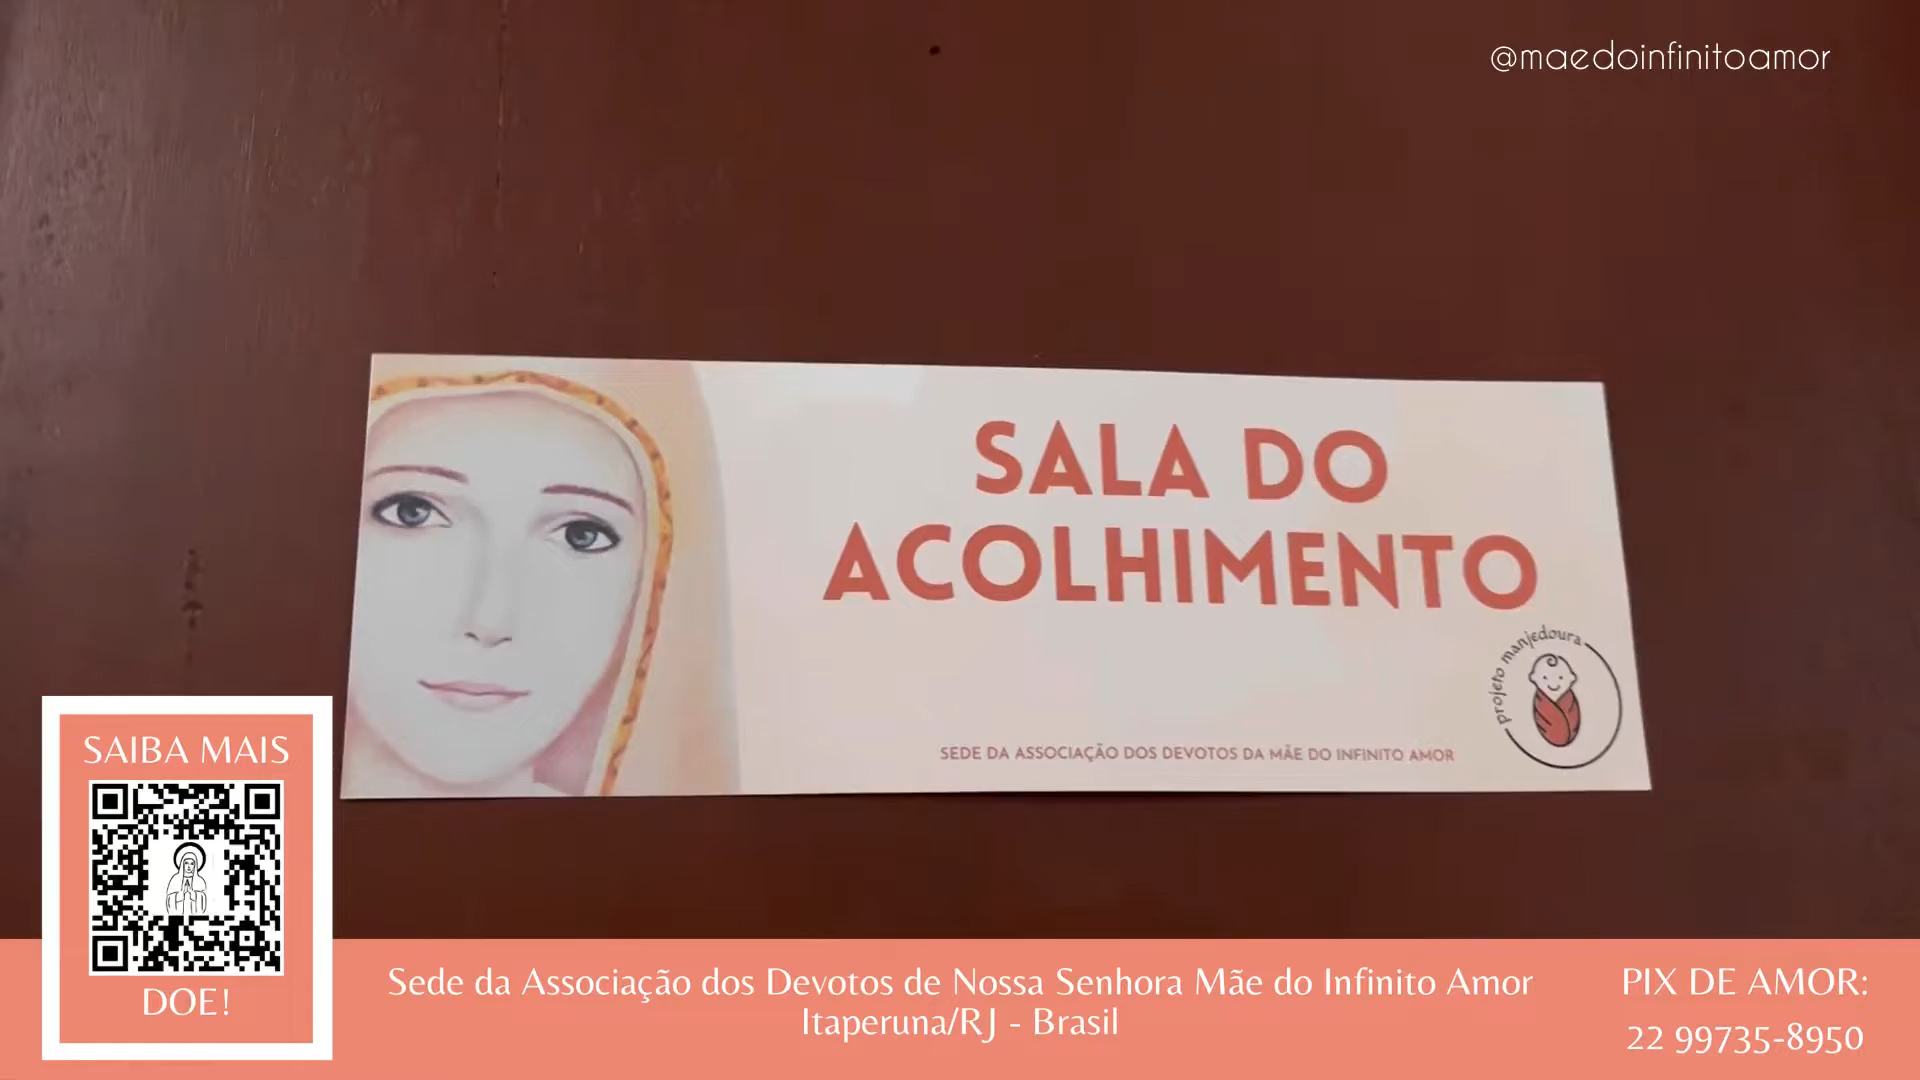 @maedoinfinitoamor
SALA DO
ACOLHIMENTO
projeto manjedoura
SEDE DA ASSOCIAÇÃO DOS DEVOTOS DA MÃE DO INFINITO AMOR
SAIBA MAIS
DOE!
Sede da Associação dos Devotos de Nossa Senhora Mãe do Infinito Amor
Itaperuna/RJ - Brasil
PIX DE AMOR:
22 99735-8950